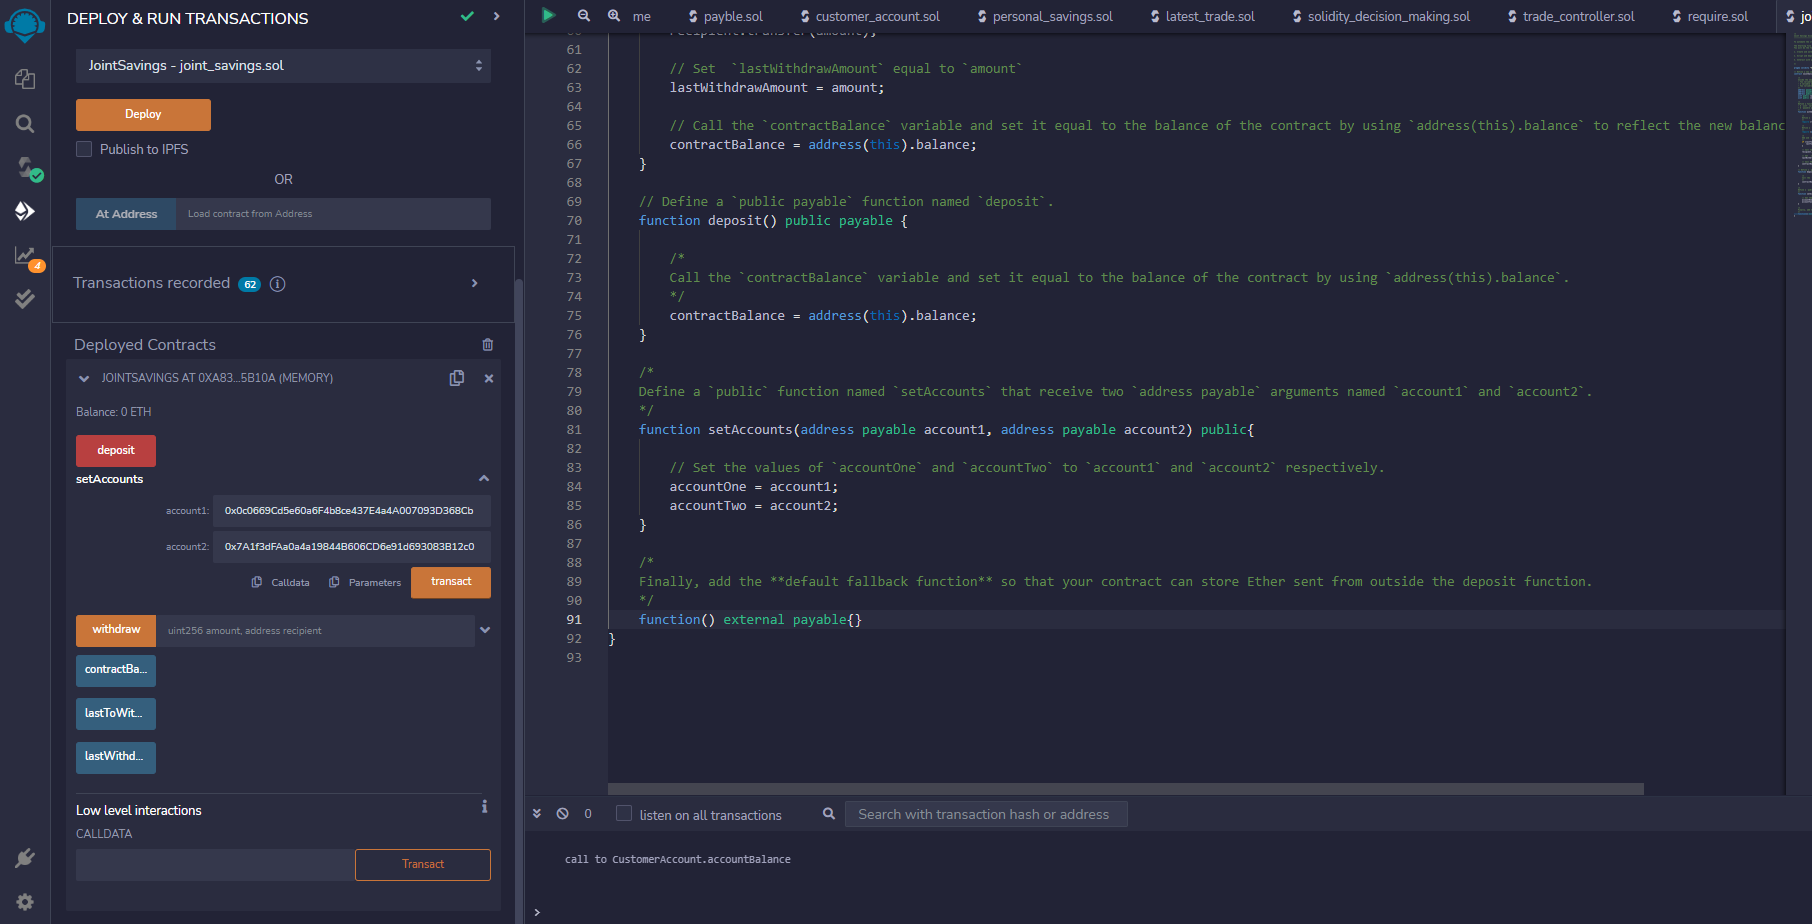 DEPLOY & RUN TRANSACTIONS
JointSavings - joint_savings.sol
Deploy
Publish to IPFS
OR
At Address
Load contract from Address
4
Transactions recorded 62 i
Deployed Contracts
JOINTSAVINGS AT 0XA83...5B10A (MEMORY)
Balance: 0 ETH
deposit
setAccounts
account1: 0x0c0669Cd5e60a6F4b8ce437E4a4A007093D368Cb
account2: 0x7A1f3dFAa0a4a19844B606CD6e91d693083B12c0
Calldata Parameters transact
withdraw uint256 amount, address recipient
contractBa...
lastToWit...
lastWithd...
Low level interactions
CALLDATA
Transact
me payble.sol customer_account.sol personal_savings.sol latest_trade.sol solidity_decision_making.sol trade_controller.sol require.sol jo
recipient.transfer(amount);
61
62 // Set  `lastWithdrawAmount` equal to `amount`
63 lastWithdrawAmount = amount;
64
65 // Call the `contractBalance` variable and set it equal to the balance of the contract by using `address(this).balance` to reflect the new balanc
66 contractBalance = address(this).balance;
67 }
68
69 // Define a `public payable` function named `deposit`.
70 function deposit() public payable {
71
72 /*
73 Call the `contractBalance` variable and set it equal to the balance of the contract by using `address(this).balance`.
74 */
75 contractBalance = address(this).balance;
76 }
77
78 /*
79 Define a `public` function named `setAccounts` that receive two `address payable` arguments named `account1` and `account2`.
80 */
81 function setAccounts(address payable account1, address payable account2) public{
82
83 // Set the values of `accountOne` and `accountTwo` to `account1` and `account2` respectively.
84 accountOne = account1;
85 accountTwo = account2;
86 }
87
88 /*
89 Finally, add the **default fallback function** so that your contract can store Ether sent from outside the deposit function.
90 */
91 function() external payable{}
92 }
93
0 listen on all transactions Search with transaction hash or address
call to CustomerAccount.accountBalance
>